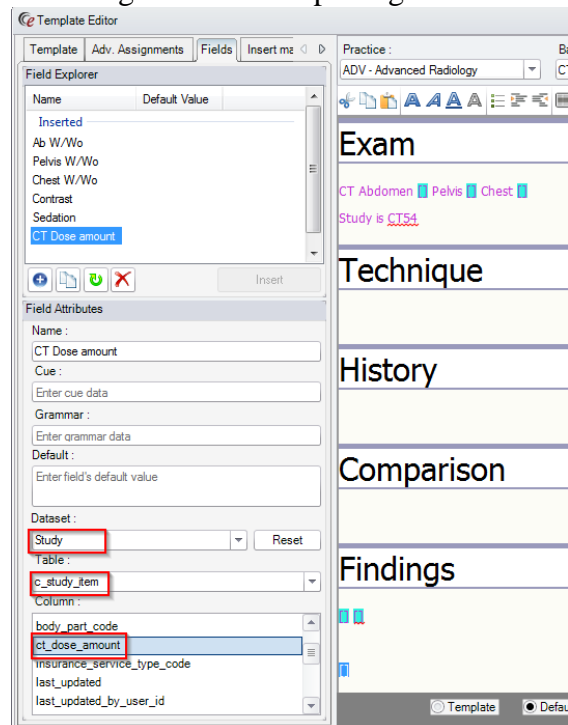 Template Editor
Template Adv. Assignments Fields Insert ma
Field Explorer
Name Default Value
Inserted
Ab W/Wo
Pelvis W/Wo
Chest W/Wo
Contrast
Sedation
CT Dose amount
Insert
Field Attributes
Name :
CT Dose amount
Cue :
Enter cue data
Grammar :
Enter grammar data
Default :
Enter field's default value
Dataset :
Study Reset
Table :
c_study_item
Column :
body_part_code
ct_dose_amount
insurance_service_type_code
last_updated
last_updated_by_user_id
Practice : Ba
ADV - Advanced Radiology CT
A A A A
Exam
CT Abdomen [] Pelvis [] Chest []
Study is CT54
Technique
History
Comparison
Findings
[] []
[]
Template Defau